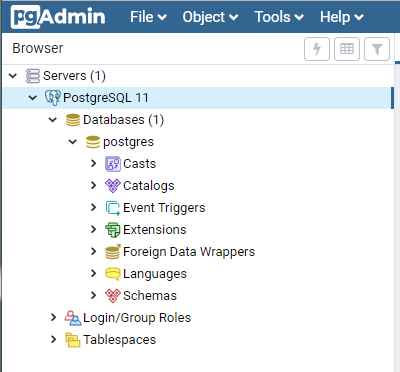 pgAdmin File Object Tools Help
Browser
Servers (1)
PostgreSQL 11
Databases (1)
postgres
Casts
Catalogs
Event Triggers
Extensions
Foreign Data Wrappers
Languages
Schemas
Login/Group Roles
Tablespaces